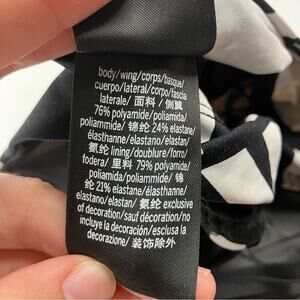 body/wing/corps/basque/
cuerpo/lateral/corpo/fascia
laterale/ 面料 / 侧翼
76% polyamide/poliamida/
poliammide/ 锦纶 24% elastane/
élasthanne/elastano/elastan/
氨纶 lining/doublure/forro/
fodera/ 里料 79% polyamide/
poliamida/poliammide/ 锦
纶 21% elastane/élasthanne/
elastano/elastan/ 氨纶 exclusive
of decoration/sauf décoration/no
incluye la decoración/esclusa la
decorazione/ 装饰除外